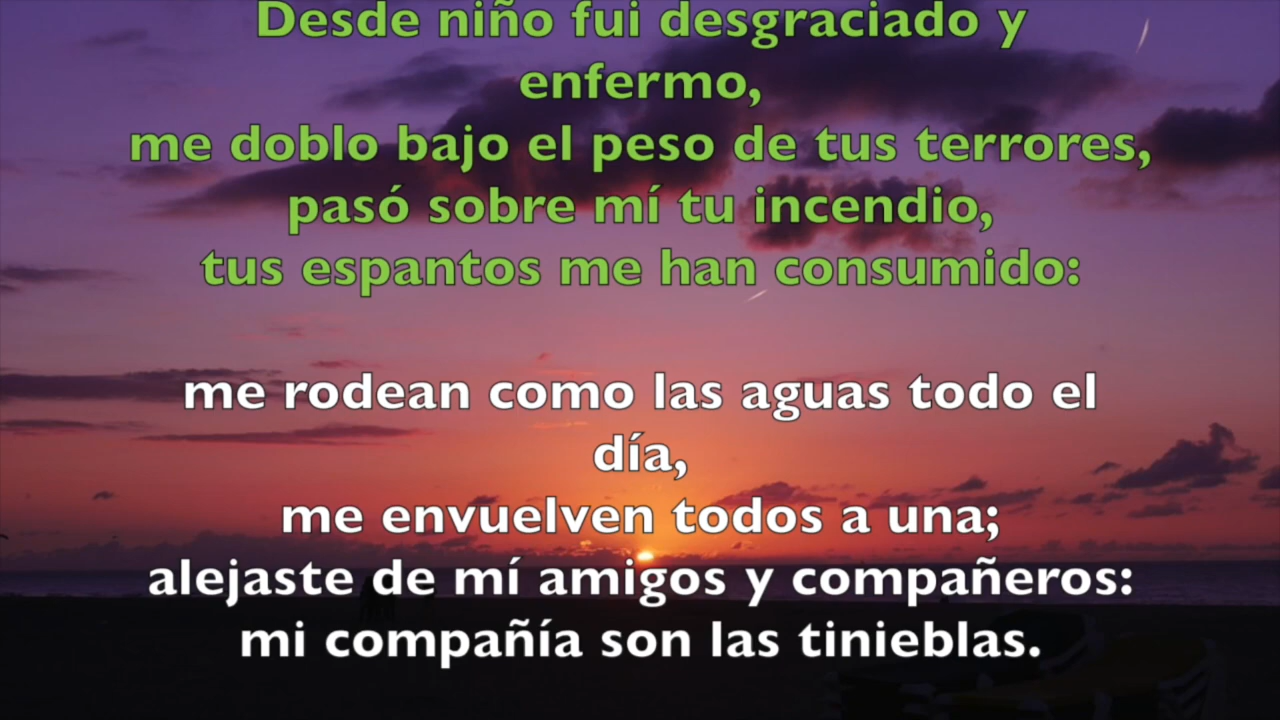 Desde niño fui desgraciado y
enfermo,
me doblo bajo el peso de tus terrores,
pasó sobre mí tu incendio,
tus espantos me han consumido:
me rodean como las aguas todo el
día,
me envuelven todos a una;
alejaste de mí amigos y compañeros:
mi compañía son las tinieblas.